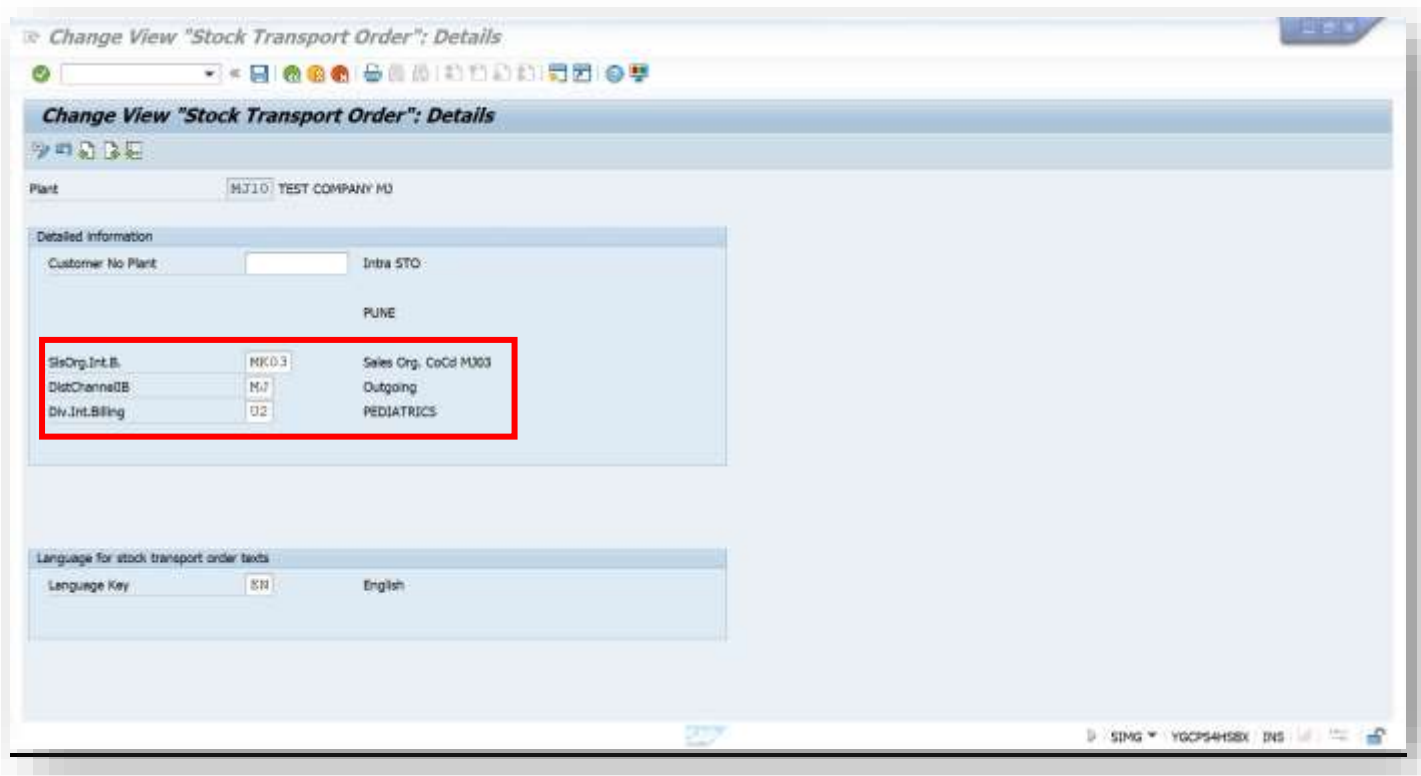 Change View "Stock Transport Order": Details
Change View "Stock Transport Order": Details
Plant MJ10 TEST COMPANY MJ
Detailed information
Customer No Plant Intra STO
PUNE
SlsOrg.Int.B. MK03 Sales Org. CoCd MJ03
DistChannelIB MJ Outgoing
Div.Int.Billing 02 PEDIATRICS
Language for stock transport order texts
Language Key EN English
SIMG YGCPS4HSBX INS